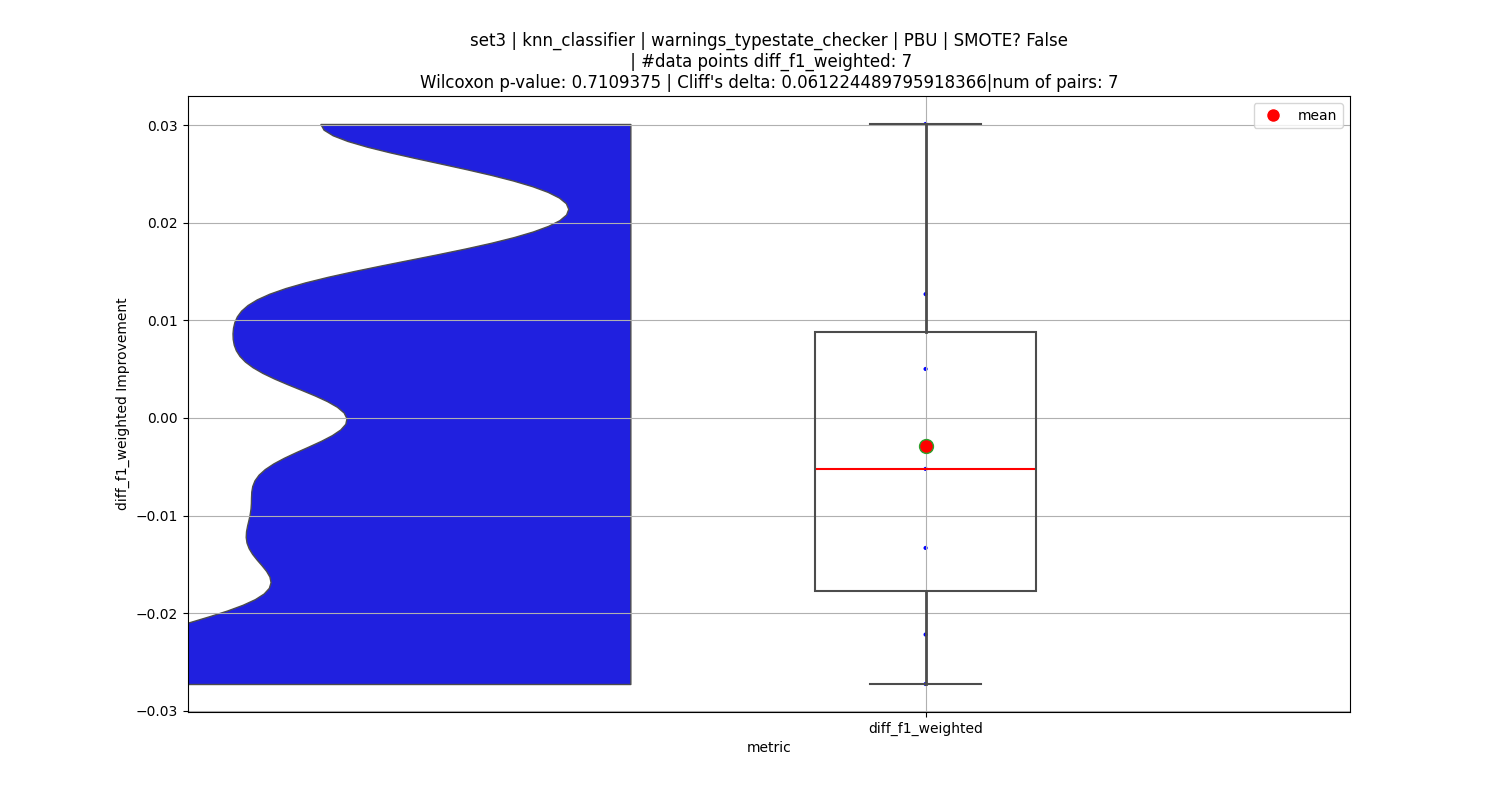 set3 | knn_classifier | warnings_typestate_checker | PBU | SMOTE? False
| #data points diff_f1_weighted: 7
Wilcoxon p-value: 0.7109375 | Cliff's delta: 0.061224489795918366|num of pairs: 7
mean
0.03
0.02
0.01
0.00
−0.01
−0.02
−0.03
diff_f1_weighted Improvement
diff_f1_weighted
metric